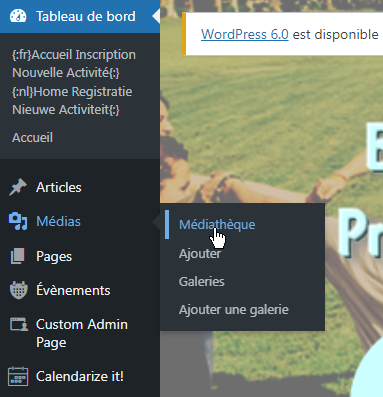 Tableau de bord
WordPress 6.0 est disponible
{:fr}Accueil Inscription
Nouvelle Activité{:}
{:nl}Home Registratie
Nieuwe Activiteit{:}
Accueil
Articles
Médias
Médiathèque
Ajouter
Galeries
Ajouter une galerie
Pages
Évènements
Custom Admin
Page
Calendarize it!